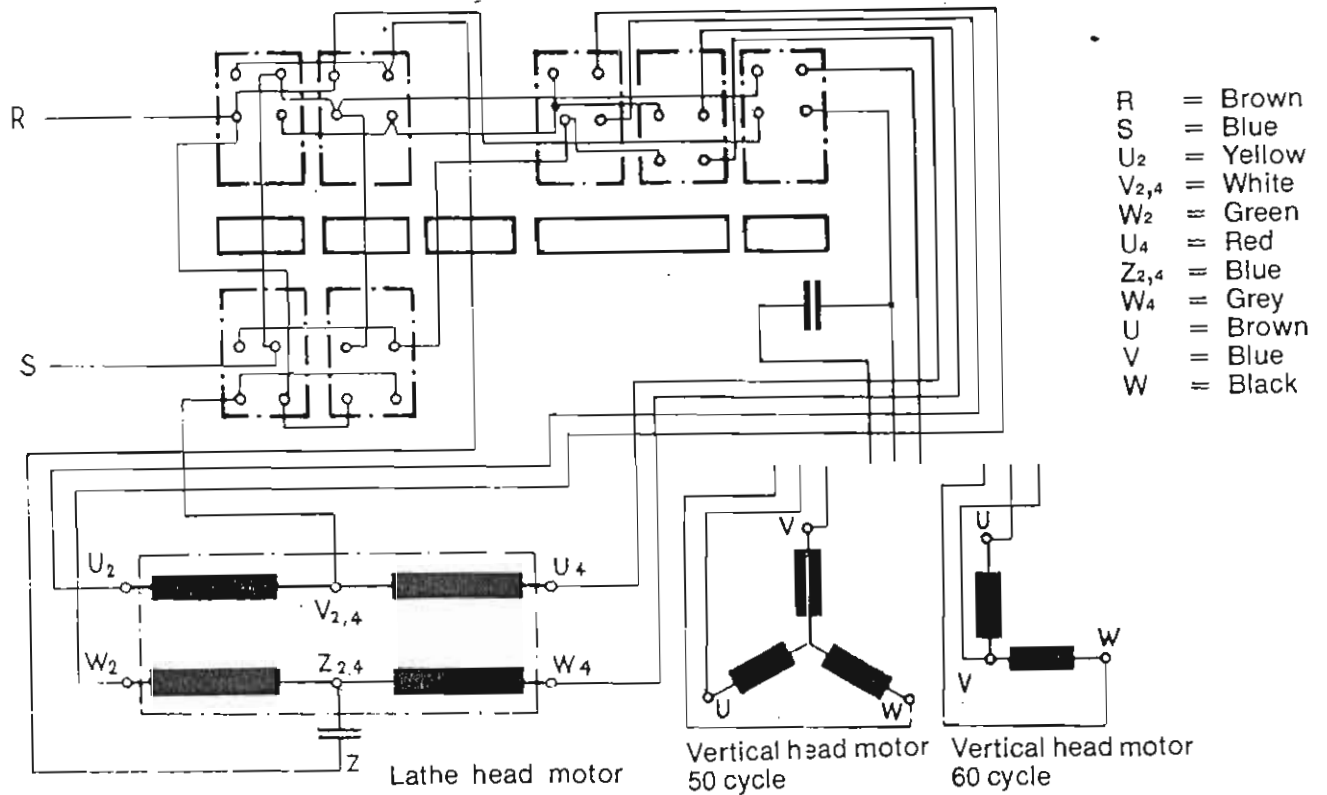 R
S
R = Brown
S = Blue
U2 = Yellow
V2,4 = White
W2 = Green
U4 = Red
Z2,4 = Blue
W4 = Grey
U = Brown
V = Blue
W = Black
U2
V2,4
U4
W2
Z2,4
W4
Z
Lathe head motor
V
U
W
Vertical head motor
50 cycle
U
V
W
Vertical head motor
60 cycle